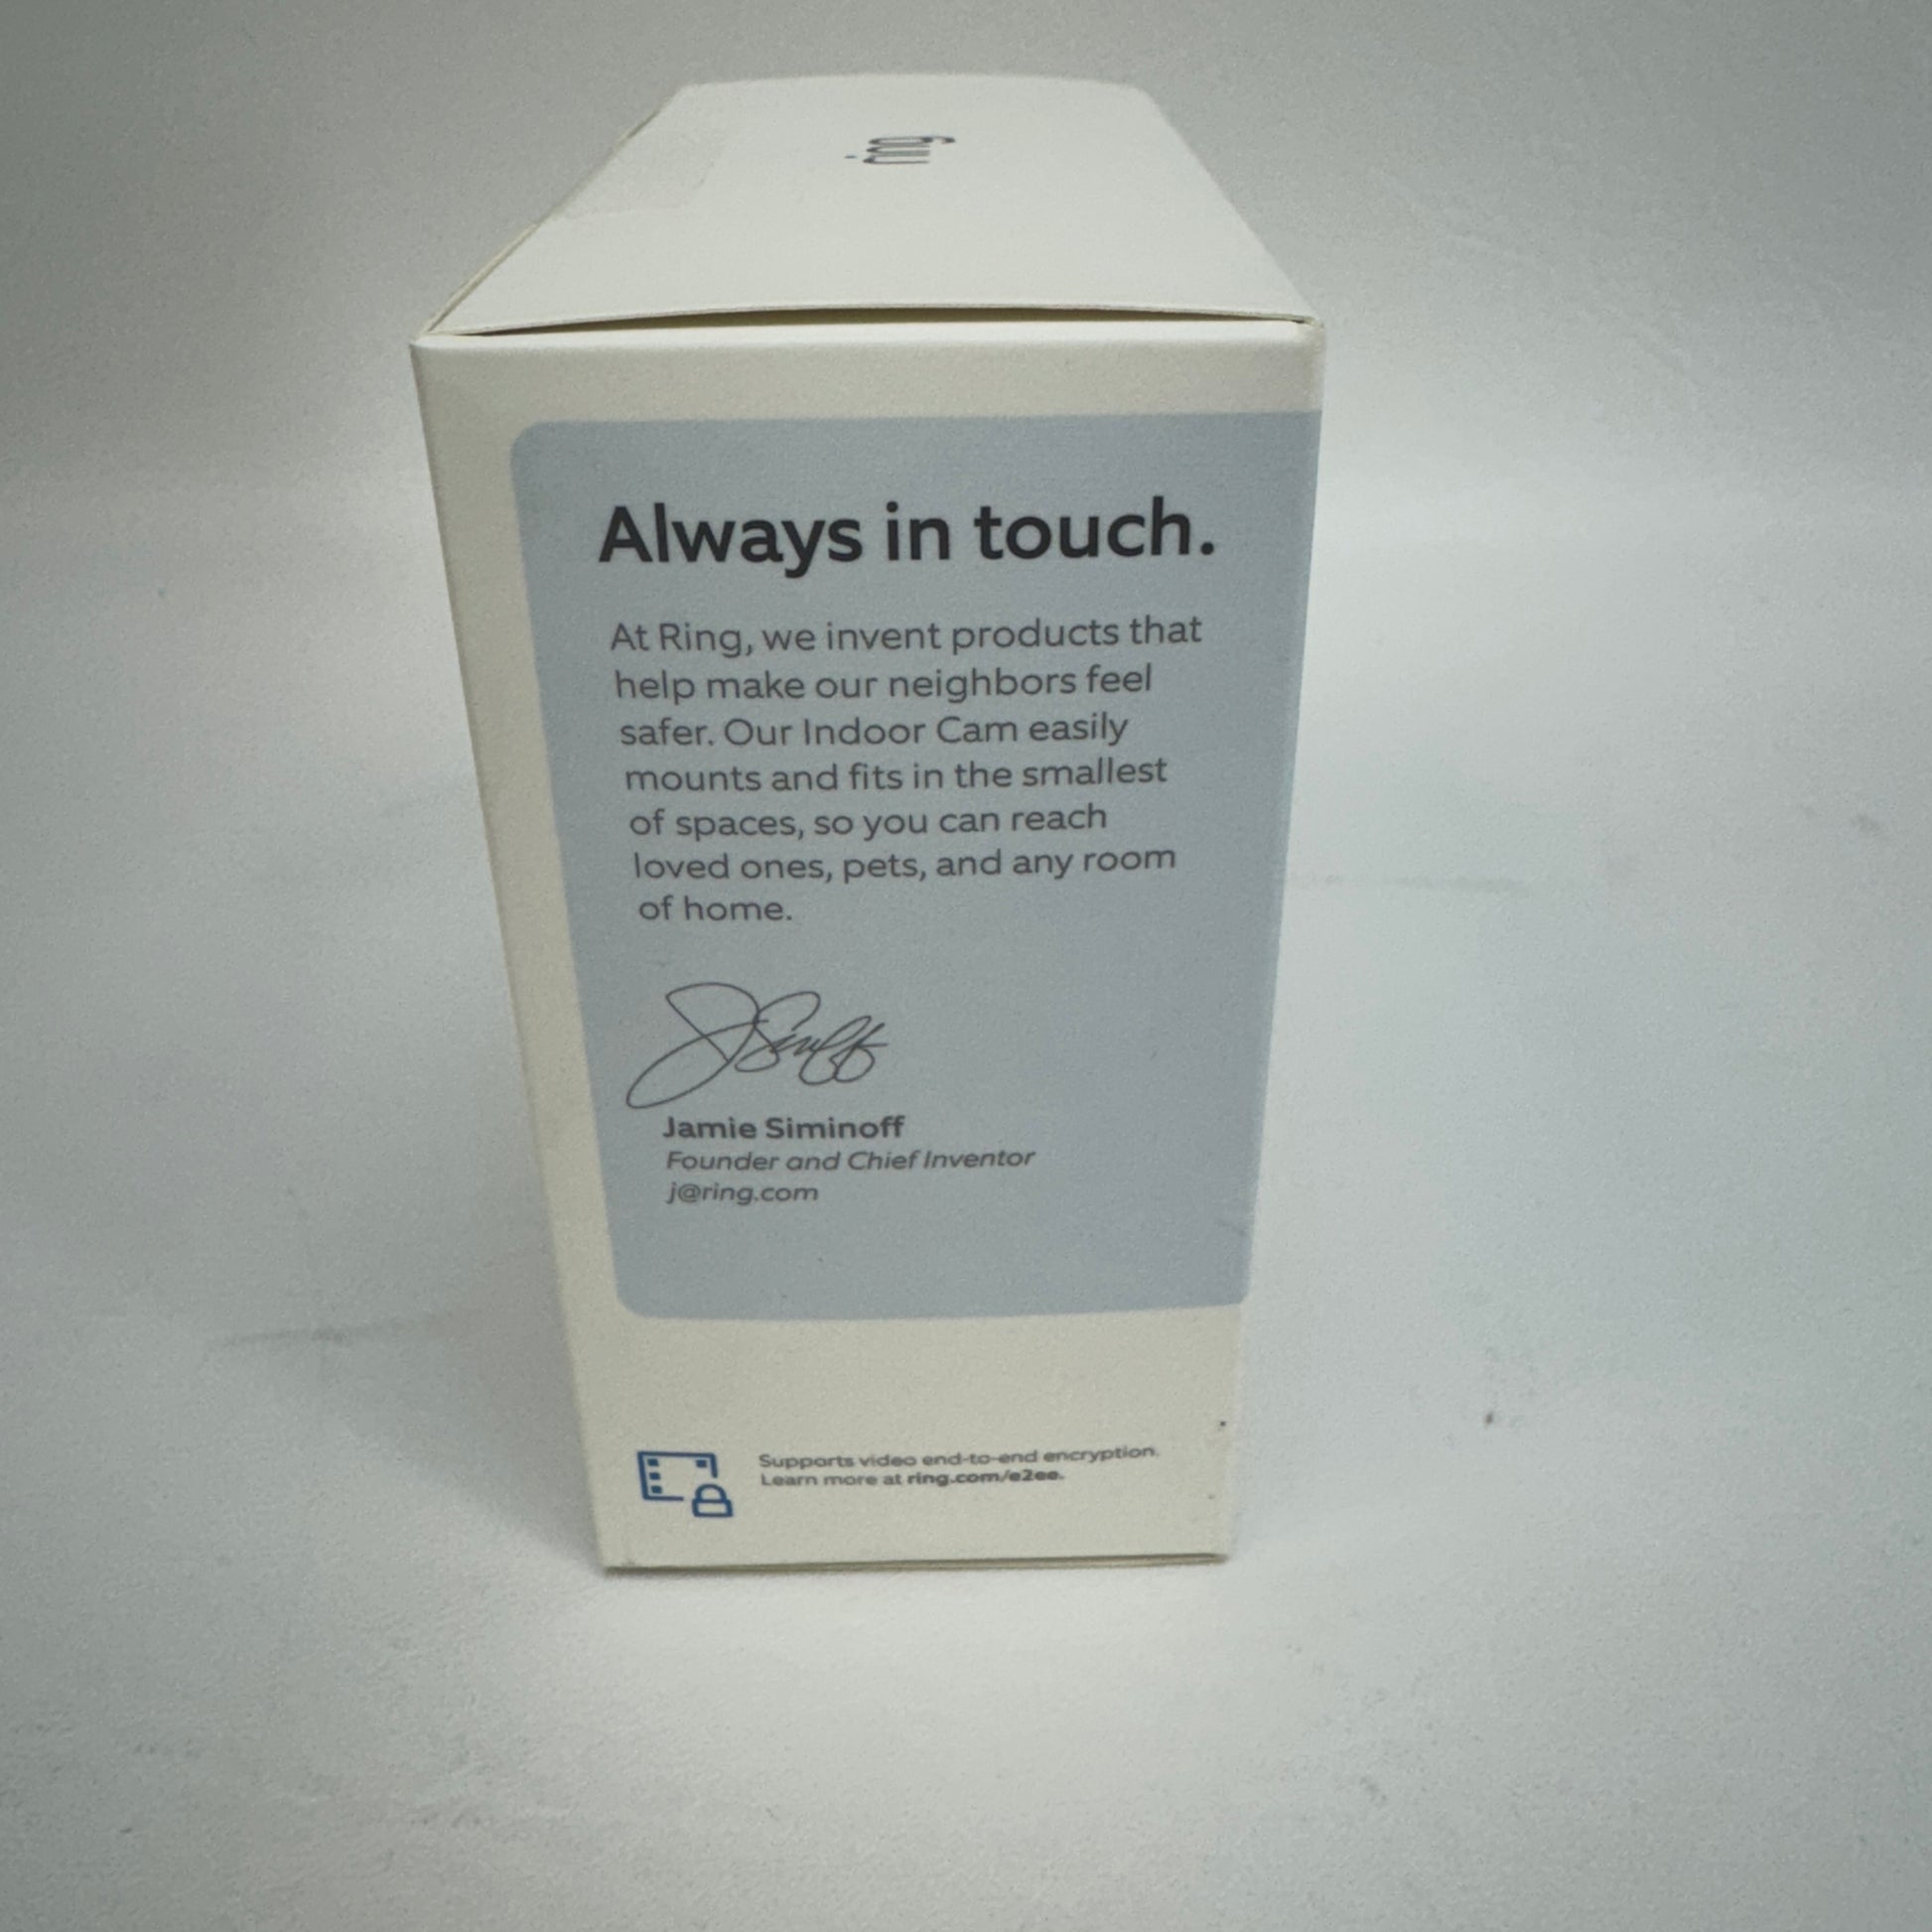 ring
Always in touch.
At Ring, we invent products that
help make our neighbors feel
safer. Our Indoor Cam easily
mounts and fits in the smallest
of spaces, so you can reach
loved ones, pets, and any room
of home.
Jamie Siminoff
Founder and Chief Inventor
j@ring.com
Supports video end-to-end encryption.
Learn more at ring.com/e2ee.